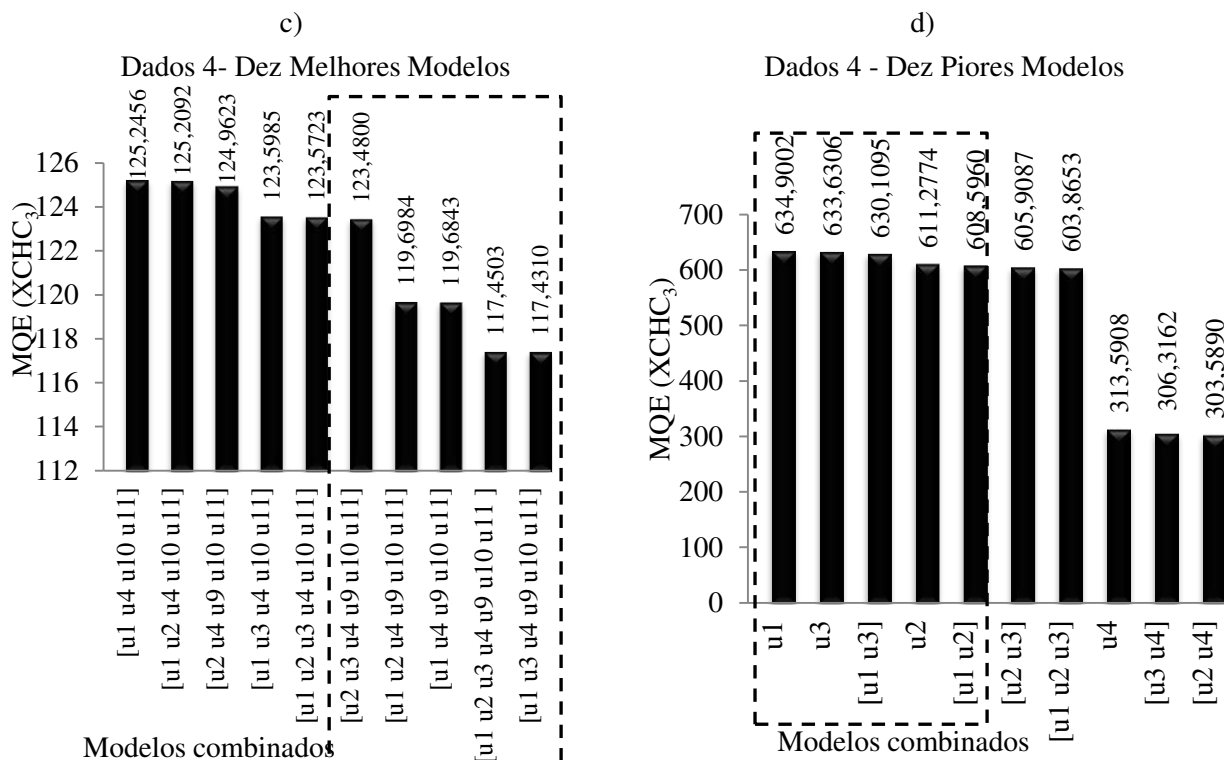 c)
Dados 4- Dez Melhores Modelos
125,2456
125,2092
124,9623
123,5985
123,5723
123,4800
119,6984
119,6843
117,4503
117,4310
MQE (XCHC₃)
126
124
122
120
118
116
114
112
[u1 u4 u10 u11]
[u1 u2 u4 u10 u11]
[u2 u4 u9 u10 u11]
[u1 u3 u4 u10 u11]
[u1 u2 u3 u4 u10 u11]
[u2 u3 u4 u9 u10 u11]
[u1 u2 u4 u9 u10 u11]
[u1 u4 u9 u10 u11]
[u1 u2 u3 u4 u9 u10 u11 ]
[u1 u3 u4 u9 u10 u11]
Modelos combinados
d)
Dados 4 - Dez Piores Modelos
634,9002
633,6306
630,1095
611,2774
608,5960
605,9087
603,8653
313,5908
306,3162
303,5890
MQE (XCHC₃)
700
600
500
400
300
200
100
0
u1
u3
[u1 u3]
u2
[u1 u2]
[u2 u3]
[u1 u2 u3]
u4
[u3 u4]
[u2 u4]
Modelos combinados